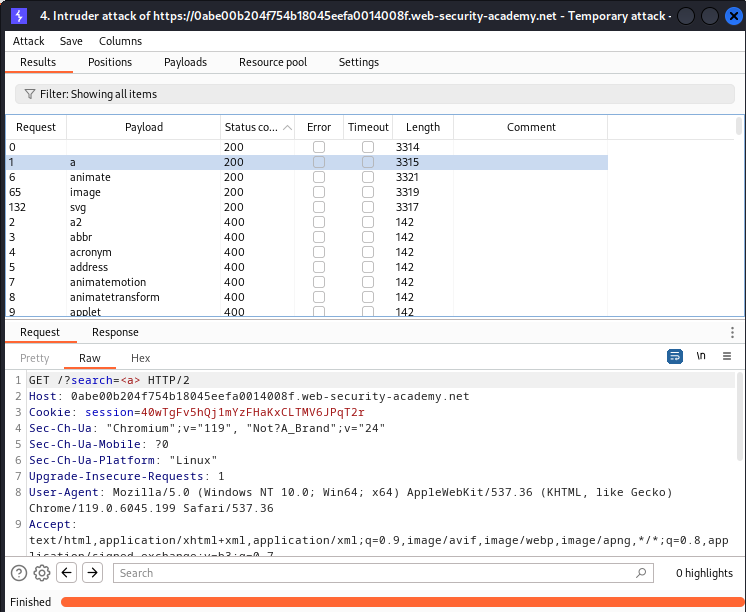 4. Intruder attack of https://0abe00b204f754b18045eefa0014008f.web-security-academy.net - Temporary attack -
Attack Save Columns
Results Positions Payloads Resource pool Settings
Filter: Showing all items
Request Payload Status co... Error Timeout Length Comment
0 200 3314
1 a 200 3315
6 animate 200 3321
65 image 200 3319
132 svg 200 3317
2 a2 400 142
3 abbr 400 142
4 acronym 400 142
5 address 400 142
7 animatemotion 400 142
8 animatetransform 400 142
9 applet 400 142
Request Response
Pretty Raw Hex \n
1 GET /?search=<a> HTTP/2
2 Host: 0abe00b204f754b18045eefa0014008f.web-security-academy.net
3 Cookie: session=40wTgFv5hQj1mYzFHaKxCLTMV6JPqT2r
4 Sec-Ch-Ua: "Chromium";v="119", "Not?A_Brand";v="24"
5 Sec-Ch-Ua-Mobile: ?0
6 Sec-Ch-Ua-Platform: "Linux"
7 Upgrade-Insecure-Requests: 1
8 User-Agent: Mozilla/5.0 (Windows NT 10.0; Win64; x64) AppleWebKit/537.36 (KHTML, like Gecko)
Chrome/119.0.6045.199 Safari/537.36
9 Accept:
text/html,application/xhtml+xml,application/xml;q=0.9,image/avif,image/webp,image/apng,*/*;q=0.8,app
lication/signed-exchange;v=b3;q=0.7
Search 0 highlights
Finished